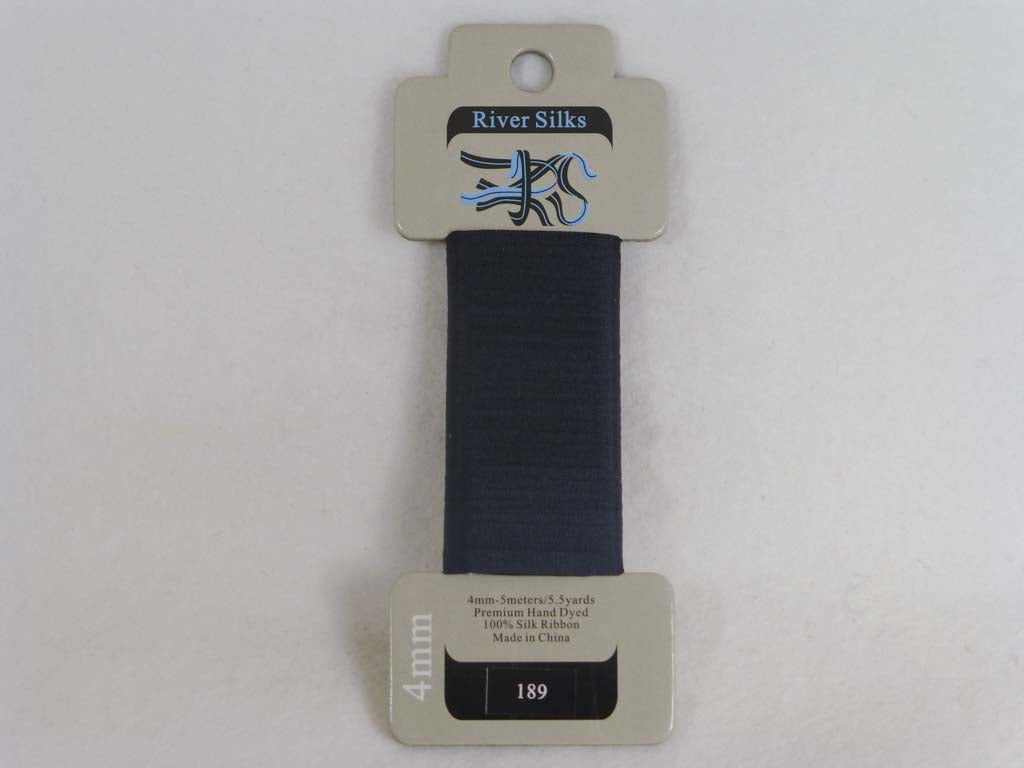 River Silks
4mm-5meters/5.5yards
Premium Hand Dyed
100% Silk Ribbon
Made in China
4mm
189